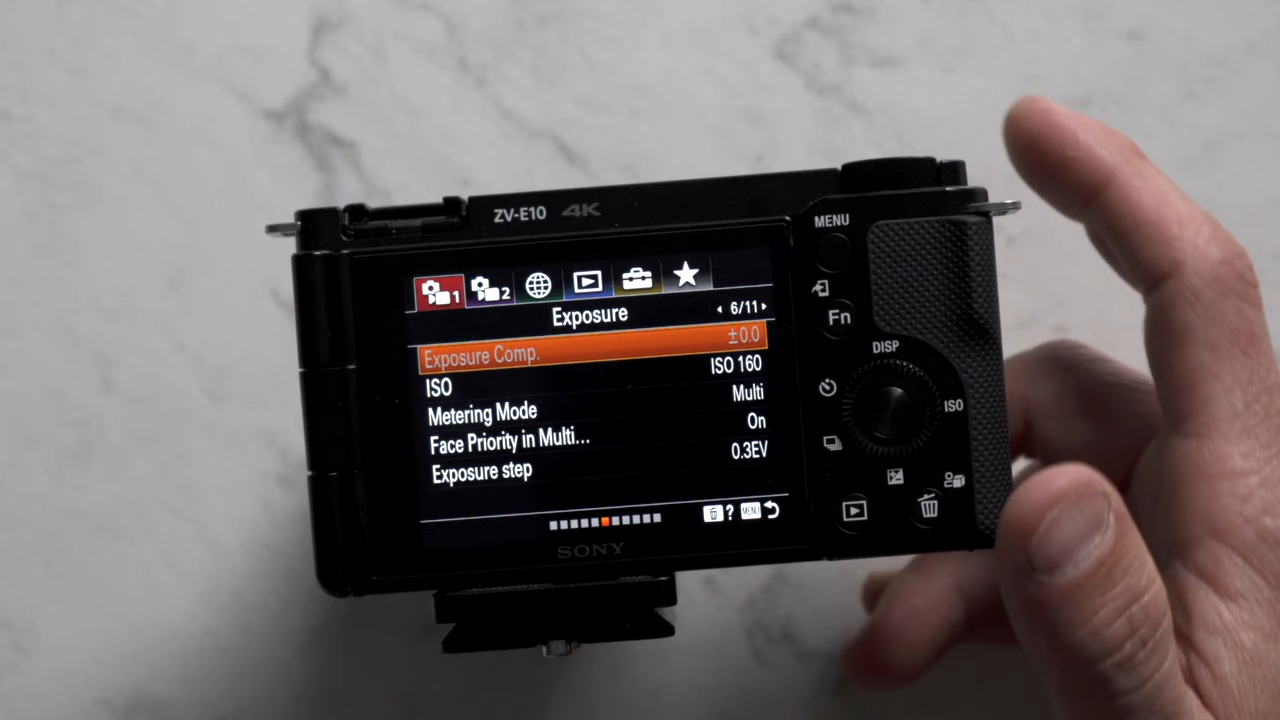 ZV-E10 4K
MENU
1 2
Exposure 6/11
Exposure Comp. ±0.0
ISO ISO 160
Metering Mode Multi
Face Priority in Multi... On
Exposure step 0.3EV
? MENU
SONY
Fn
DISP
ISO